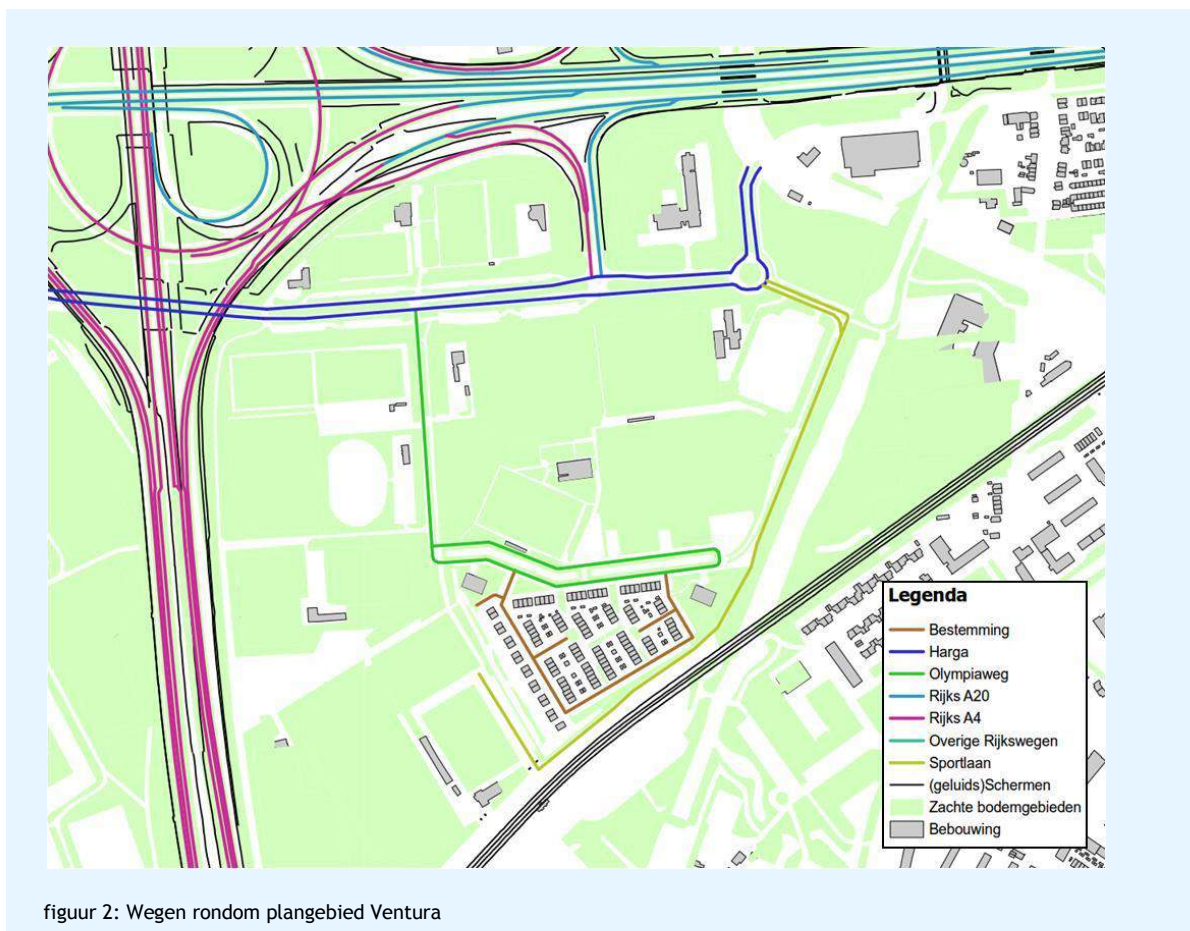 Legenda
Bestemming
Harga
Olympiaweg
Rijks A20
Rijks A4
Overige Rijkswegen
Sportlaan
(geluids)Schermen
Zachte bodemgebieden
Bebouwing
figuur 2: Wegen rondom plangebied Ventura